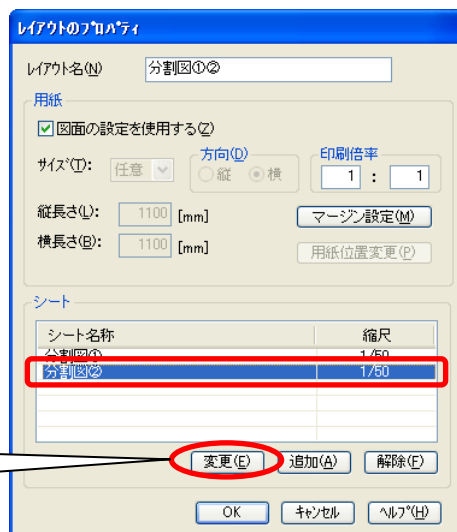 レイアウトのプロパティ
レイアウト名(N) 分割図①②
用紙
図面の設定を使用する(Z)
サイズ(T): 任意 方向(D) 縦 横 印刷倍率 1 : 1
縦長さ(L): 1100 [mm] マージン設定(M)
横長さ(B): 1100 [mm] 用紙位置変更(P)
シート
シート名称 縮尺
分割図① 1/50
分割図② 1/50
変更(E) 追加(A) 解除(F)
OK キャンセル ヘルプ(H)